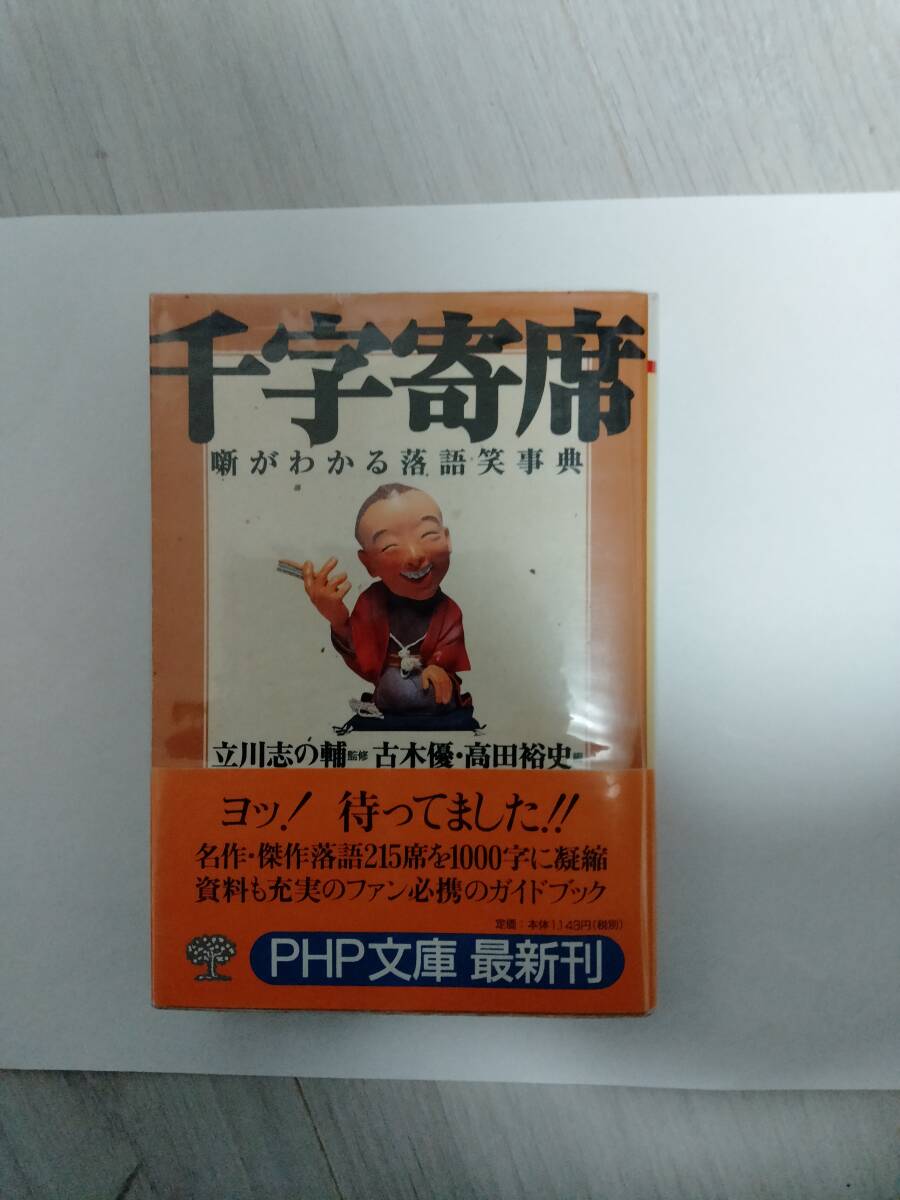 千字寄席
噺がわかる落語笑事典
立川志の輔 監修 古木優・高田裕史 編
ヨッ! 待ってました!!
名作・傑作落語215席を1000字に凝縮
資料も充実のファン必携のガイドブック
定価:本体1,143円(税別)
PHP文庫 最新刊